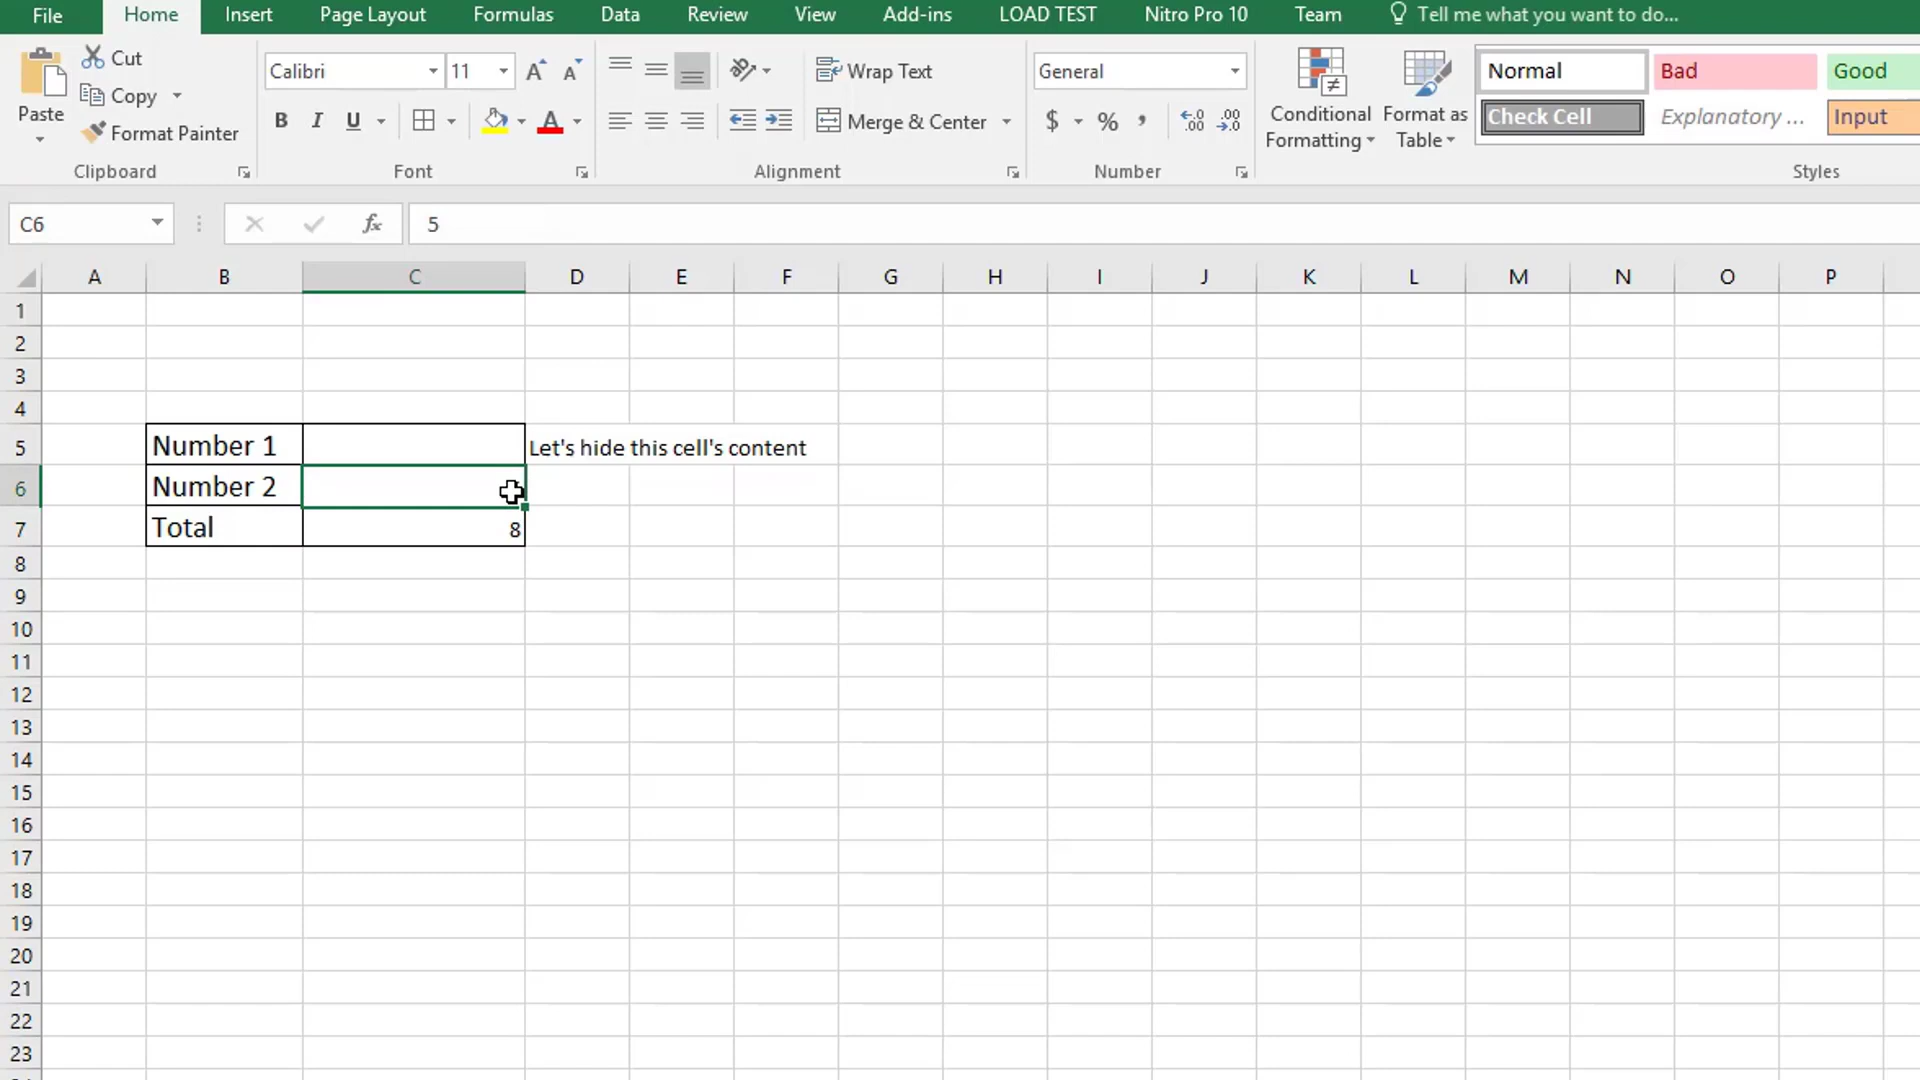 File Home Insert Page Layout Formulas Data Review View Add-ins LOAD TEST Nitro Pro 10 Team Tell me what you want to do...
Paste Cut Copy Format Painter
Clipboard
Calibri 11 A A
B I U A
Font
Wrap Text
Merge & Center
Alignment
General
$ % ,
Number
Conditional Formatting
Format as Table
Normal Bad Good
Check Cell Explanatory ... Input
Styles
C6 fx 5
A B C D E F G H I J K L M N O P
1
2
3
4
5 Number 1 Let's hide this cell's content
6 Number 2
7 Total 8
8
9
10
11
12
13
14
15
16
17
18
19
20
21
22
23